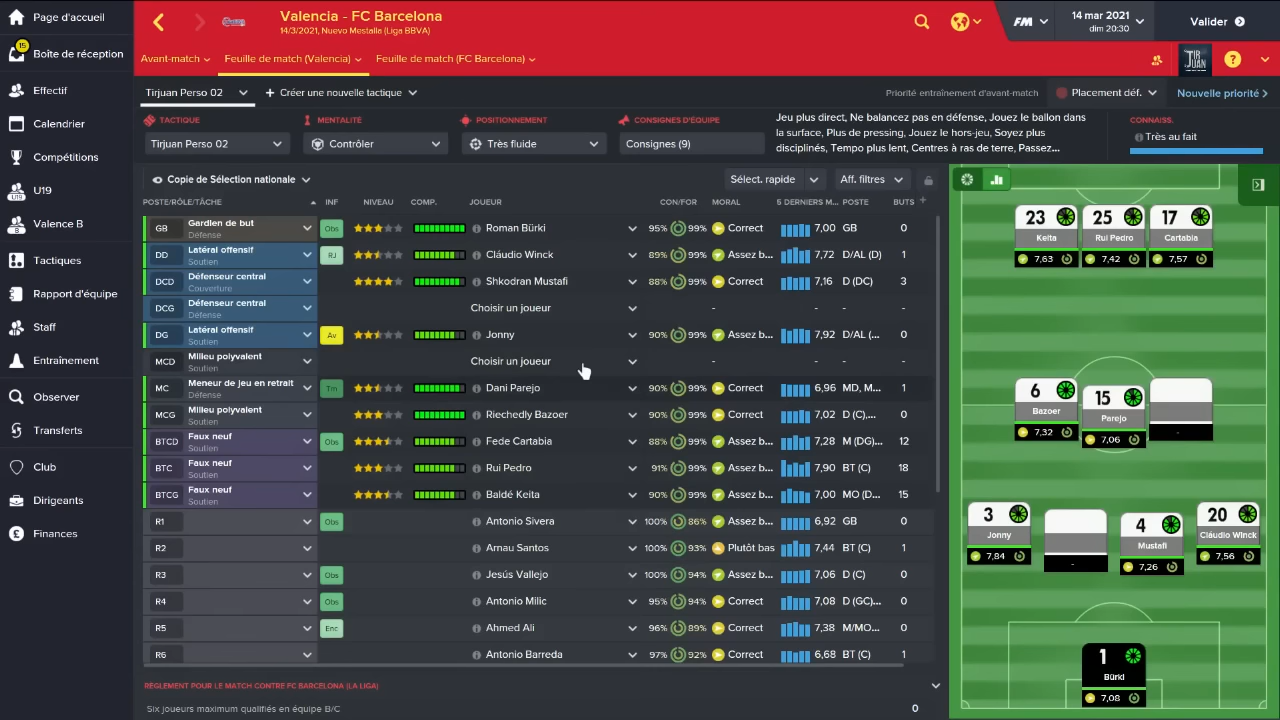 Page d'accueil
15
Boîte de réception
Effectif
Calendrier
Compétitions
U19
U19
Valence B
B
Tactiques
Rapport d'équipe
Staff
Entraînement
Observer
Transferts
Club
Dirigeants
Finances
Valencia - FC Barcelona
14/3/2021, Nuevo Mestalla (Liga BBVA)
FM
14 mar 2021
dim 20:30
Valider
Avant-match
Feuille de match (Valencia)
Feuille de match (FC Barcelona)
TIRJUAN
?
Tirjuan Perso 02
+ Créer une nouvelle tactique
Priorité entraînement d'avant-match
Placement déf.
Nouvelle priorité >
TACTIQUE
MENTALITÉ
POSITIONNEMENT
CONSIGNES D'ÉQUIPE
Tirjuan Perso 02
Contrôler
Très fluide
Consignes (9)
Jeu plus direct, Ne balancez pas en défense, Jouez le ballon dans
la surface, Plus de pressing, Jouez le hors-jeu, Soyez plus
disciplinés, Tempo plus lent, Centres à ras de terre, Passez...
CONNAISS.
Très au fait
Copie de Sélection nationale
Sélect. rapide
Aff. filtres
POSTE/RÔLE/TÂCHE INF NIVEAU COMP. JOUEUR CON/FOR MORAL 5 DERNIERS M... POSTE BUTS +
GB Gardien de but Défense Obs Roman Bürki 95% 99% Correct 7,00 GB 0
DD Latéral offensif Soutien RJ Cláudio Winck 89% 99% Assez b... 7,72 D/AL (D) 1
DCD Défenseur central Couverture Shkodran Mustafi 88% 99% Correct 7,16 D (DC) 3
DCG Défenseur central Défense Choisir un joueur - - - -
DG Latéral offensif Soutien Av Jonny 90% 99% Assez b... 7,92 D/AL (... 0
MCD Milieu polyvalent Soutien Choisir un joueur - - - -
MC Meneur de jeu en retrait Défense Tm Dani Parejo 90% 99% Correct 6,96 MD, M... 1
MCG Milieu polyvalent Soutien Riechedly Bazoer 90% 99% Correct 7,02 D (C),... 0
BTCD Faux neuf Soutien Obs Fede Cartabia 88% 99% Assez b... 7,28 M (DG)... 12
BTC Faux neuf Soutien Rui Pedro 91% 99% Assez b... 7,90 BT (C) 18
BTCG Faux neuf Soutien Baldé Keita 90% 99% Assez b... 7,00 MO (D... 15
R1 Obs Antonio Sivera 100% 86% Assez b... 6,92 GB 0
R2 Arnau Santos 100% 93% Plutôt bas 7,44 BT (C) 1
R3 Obs Jesús Vallejo 100% 94% Assez b... 7,06 D (C) 0
R4 Obs Antonio Milic 95% 94% Correct 7,08 D (GC)... 0
R5 Enc Ahmed Ali 96% 89% Correct 7,38 M/MO... 0
R6 Antonio Barreda 97% 92% Correct 6,68 BT (C) 1
RÈGLEMENT POUR LE MATCH CONTRE FC BARCELONA (LA LIGA)
Six joueurs maximum qualifiés en équipe B/C 0
23 25 17
Keita Rui Pedro Cartabia
7,63 7,42 7,57
6 15
Bazoer Parejo
7,32 7,06 -
3 4 20
Jonny Mustafi Cláudio Winck
7,84 - 7,26 7,56
1
Bürki
7,08